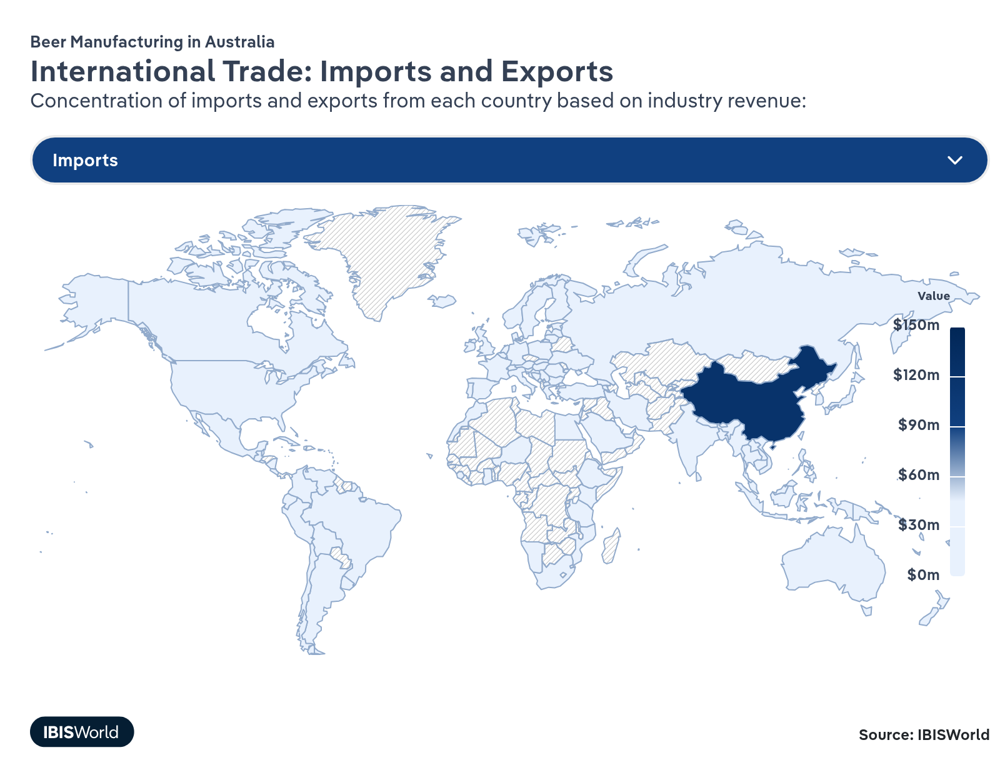 Beer Manufacturing in Australia
International Trade: Imports and Exports
Concentration of imports and exports from each country based on industry revenue:
Imports
Value
$150m
$120m
$90m
$60m
$30m
$0m
IBISWorld
Source: IBISWorld